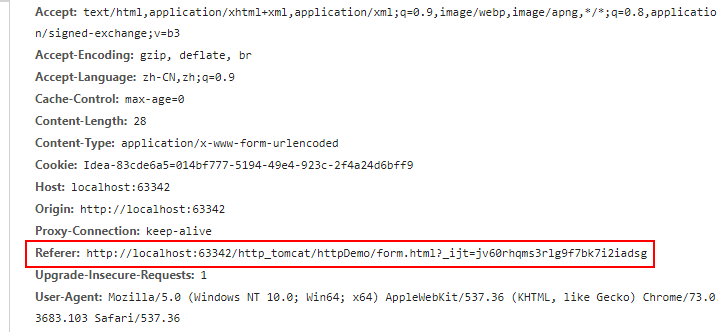 Accept: text/html,application/xhtml+xml,application/xml;q=0.9,image/webp,image/apng,*/*;q=0.8,applicatio
n/signed-exchange;v=b3
Accept-Encoding: gzip, deflate, br
Accept-Language: zh-CN,zh;q=0.9
Cache-Control: max-age=0
Content-Length: 28
Content-Type: application/x-www-form-urlencoded
Cookie: Idea-83cde6a5=014bf777-5194-49e4-923c-2f4a24d6bff9
Host: localhost:63342
Origin: http://localhost:63342
Proxy-Connection: keep-alive
Referer: http://localhost:63342/http_tomcat/httpDemo/form.html?_ijt=jv60rhqms3rlg9f7bk7i2iadsg
Upgrade-Insecure-Requests: 1
User-Agent: Mozilla/5.0 (Windows NT 10.0; Win64; x64) AppleWebKit/537.36 (KHTML, like Gecko) Chrome/73.0
3683.103 Safari/537.36